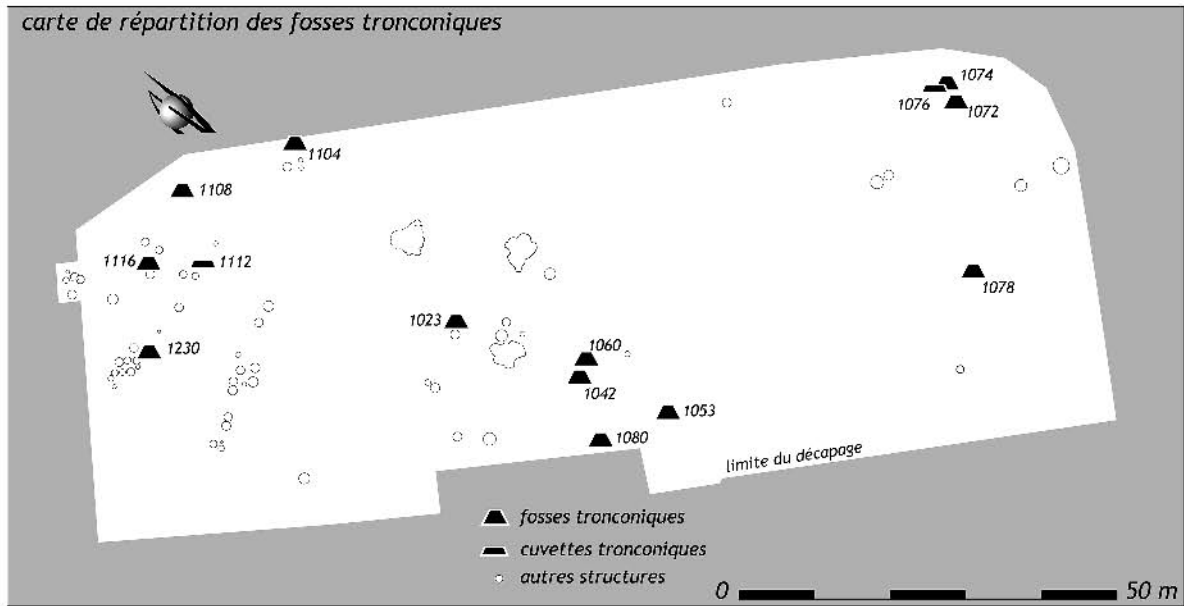 carte de répartition des fosses tronconiques
1074
1076
1072
1104
1108
1116
1112
1078
1023
1060
1230
1042
1053
1080
limite du décapage
fosses tronconiques
cuvettes tronconiques
autres structures
0 50 m